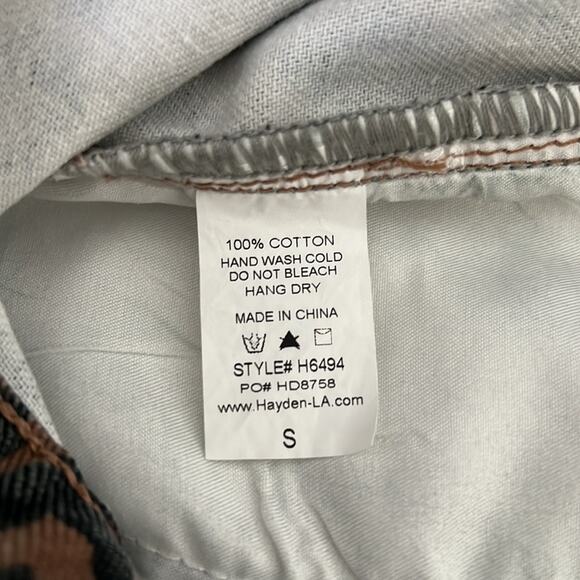 100% COTTON
HAND WASH COLD
DO NOT BLEACH
HANG DRY
MADE IN CHINA
STYLE# H6494
PO# HD8758
www.Hayden-LA.com
S